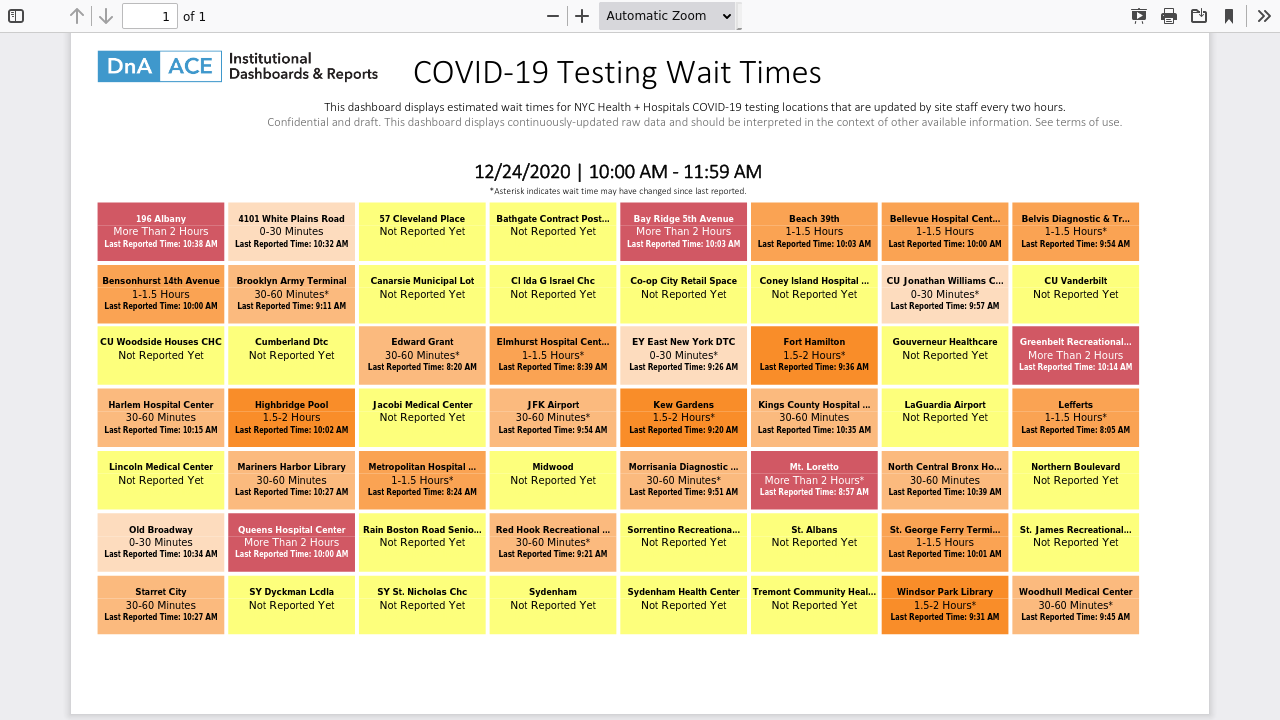 1 of 1 Automatic Zoom
DnA ACE Institutional Dashboards & Reports
COVID-19 Testing Wait Times
This dashboard displays estimated wait times for NYC Health + Hospitals COVID-19 testing locations that are updated by site staff every two hours.
Confidential and draft. This dashboard displays continuously-updated raw data and should be interpreted in the context of other available information. See terms of use.
12/24/2020 | 10:00 AM - 11:59 AM
*Asterisk indicates wait time may have changed since last reported.
196 Albany
More Than 2 Hours
Last Reported Time: 10:38 AM
4101 White Plains Road
0-30 Minutes
Last Reported Time: 10:32 AM
57 Cleveland Place
Not Reported Yet
Bathgate Contract Post...
Not Reported Yet
Bay Ridge 5th Avenue
More Than 2 Hours
Last Reported Time: 10:03 AM
Beach 39th
1-1.5 Hours
Last Reported Time: 10:03 AM
Bellevue Hospital Cent...
1-1.5 Hours
Last Reported Time: 10:00 AM
Belvis Diagnostic & Tr...
1-1.5 Hours*
Last Reported Time: 9:54 AM
Bensonhurst 14th Avenue
1-1.5 Hours
Last Reported Time: 10:00 AM
Brooklyn Army Terminal
30-60 Minutes*
Last Reported Time: 9:11 AM
Canarsie Municipal Lot
Not Reported Yet
Cl Ida G Israel Chc
Not Reported Yet
Co-op City Retail Space
Not Reported Yet
Coney Island Hospital ...
Not Reported Yet
CU Jonathan Williams C...
0-30 Minutes*
Last Reported Time: 9:57 AM
CU Vanderbilt
Not Reported Yet
CU Woodside Houses CHC
Not Reported Yet
Cumberland Dtc
Not Reported Yet
Edward Grant
30-60 Minutes*
Last Reported Time: 8:20 AM
Elmhurst Hospital Cent...
1-1.5 Hours*
Last Reported Time: 8:39 AM
EY East New York DTC
0-30 Minutes*
Last Reported Time: 9:26 AM
Fort Hamilton
1.5-2 Hours*
Last Reported Time: 9:36 AM
Gouverneur Healthcare
Not Reported Yet
Greenbelt Recreational...
More Than 2 Hours
Last Reported Time: 10:14 AM
Harlem Hospital Center
30-60 Minutes
Last Reported Time: 10:15 AM
Highbridge Pool
1.5-2 Hours
Last Reported Time: 10:02 AM
Jacobi Medical Center
Not Reported Yet
JFK Airport
30-60 Minutes*
Last Reported Time: 9:54 AM
Kew Gardens
1.5-2 Hours*
Last Reported Time: 9:20 AM
Kings County Hospital ...
30-60 Minutes
Last Reported Time: 10:35 AM
LaGuardia Airport
Not Reported Yet
Lefferts
1-1.5 Hours*
Last Reported Time: 8:05 AM
Lincoln Medical Center
Not Reported Yet
Mariners Harbor Library
30-60 Minutes
Last Reported Time: 10:27 AM
Metropolitan Hospital ...
1-1.5 Hours*
Last Reported Time: 8:24 AM
Midwood
Not Reported Yet
Morrisania Diagnostic ...
30-60 Minutes*
Last Reported Time: 9:51 AM
Mt. Loretto
More Than 2 Hours*
Last Reported Time: 8:57 AM
North Central Bronx Ho...
30-60 Minutes
Last Reported Time: 10:39 AM
Northern Boulevard
Not Reported Yet
Old Broadway
0-30 Minutes
Last Reported Time: 10:34 AM
Queens Hospital Center
More Than 2 Hours
Last Reported Time: 10:00 AM
Rain Boston Road Senio...
Not Reported Yet
Red Hook Recreational ...
30-60 Minutes*
Last Reported Time: 9:21 AM
Sorrentino Recreationa...
Not Reported Yet
St. Albans
Not Reported Yet
St. George Ferry Termi...
1-1.5 Hours
Last Reported Time: 10:01 AM
St. James Recreational...
Not Reported Yet
Starret City
30-60 Minutes
Last Reported Time: 10:27 AM
SY Dyckman Lcdla
Not Reported Yet
SY St. Nicholas Chc
Not Reported Yet
Sydenham
Not Reported Yet
Sydenham Health Center
Not Reported Yet
Tremont Community Heal...
Not Reported Yet
Windsor Park Library
1.5-2 Hours*
Last Reported Time: 9:31 AM
Woodhull Medical Center
30-60 Minutes*
Last Reported Time: 9:45 AM